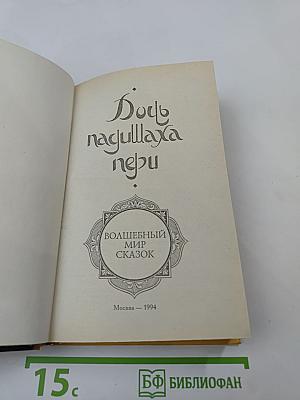 Дочь
падишаха
пери
ВОЛШЕБНЫЙ
МИР
СКАЗОК
Москва — 1994
15с
БФ БИБЛИОФАН